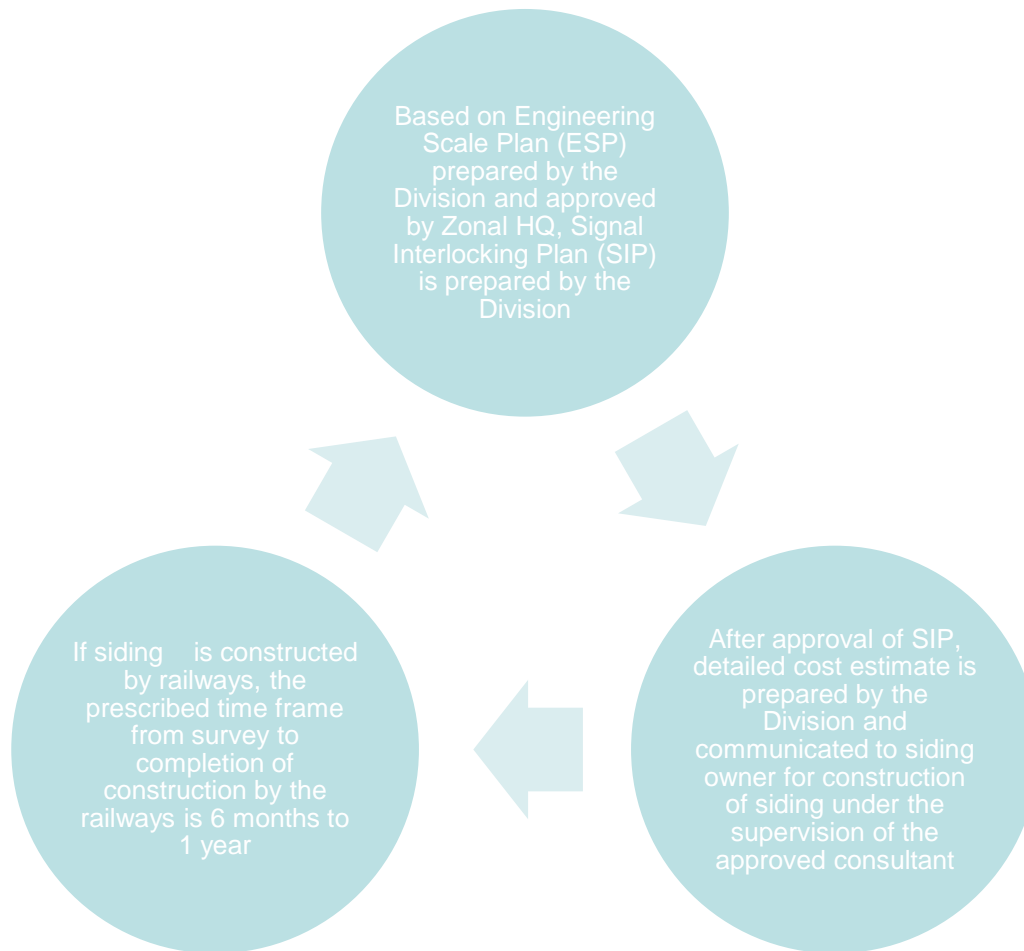 Based on Engineering
Scale Plan (ESP)
prepared by the
Division and approved
by Zonal HQ, Signal
Interlocking Plan (SIP)
is prepared by the
Division
After approval of SIP,
detailed cost estimate is
prepared by the
Division and
communicated to siding
owner for construction
of siding under the
supervision of the
approved consultant
If siding is constructed
by railways, the
prescribed time frame
from survey to
completion of
construction by the
railways is 6 months to
1 year